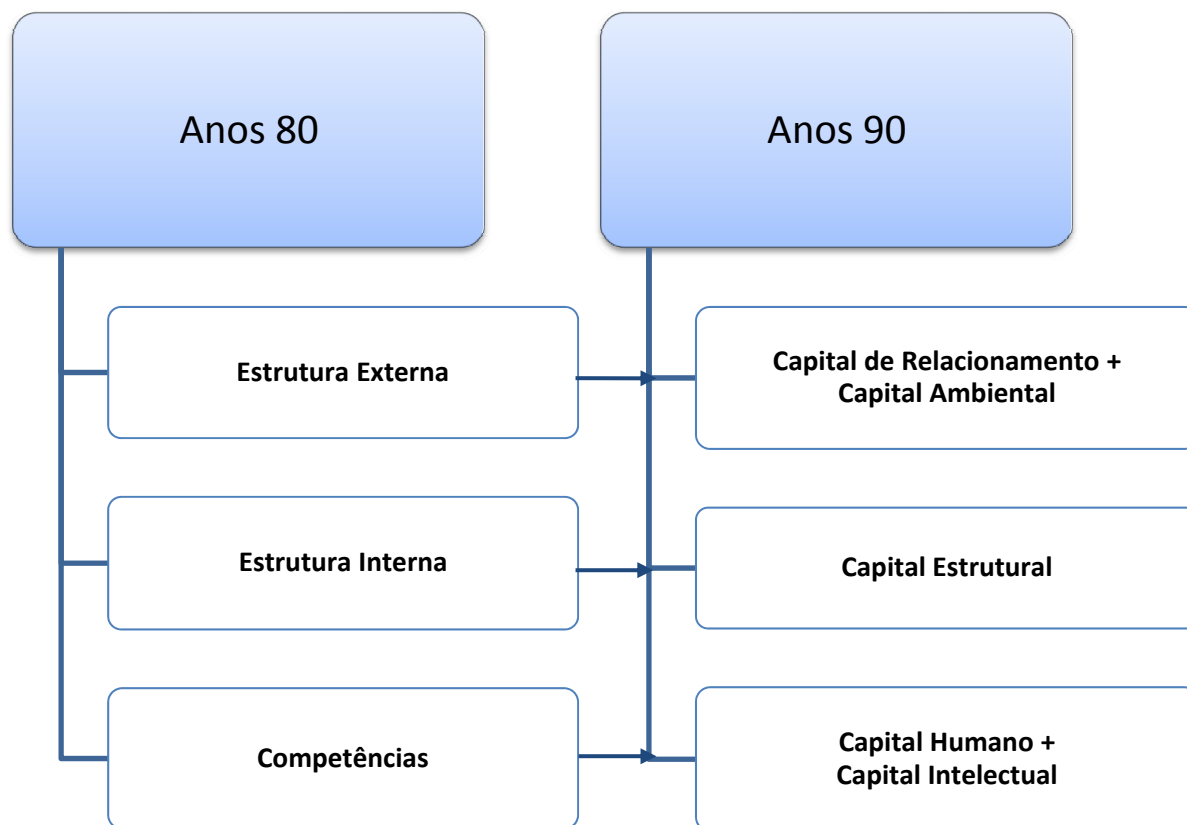 Anos 80
Anos 90
Estrutura Externa
Capital de Relacionamento +
Capital Ambiental
Estrutura Interna
Capital Estrutural
Competências
Capital Humano +
Capital Intelectual